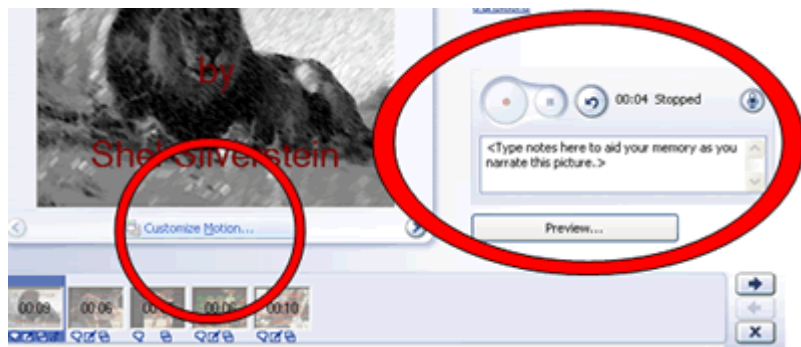 by
Shel Silverstein
Customize Motion...
00:04 Stopped
<Type notes here to aid your memory as you
narrate this picture.>
Preview...
00:09 00:06 00:06 00:10